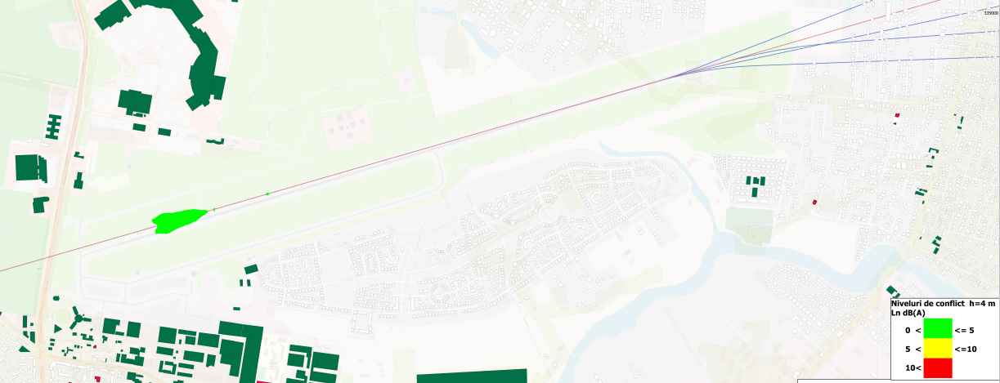 335000
Niveluri de conflict h=4 m
Ln dB(A)
0 < <= 5
5 < <=10
10<